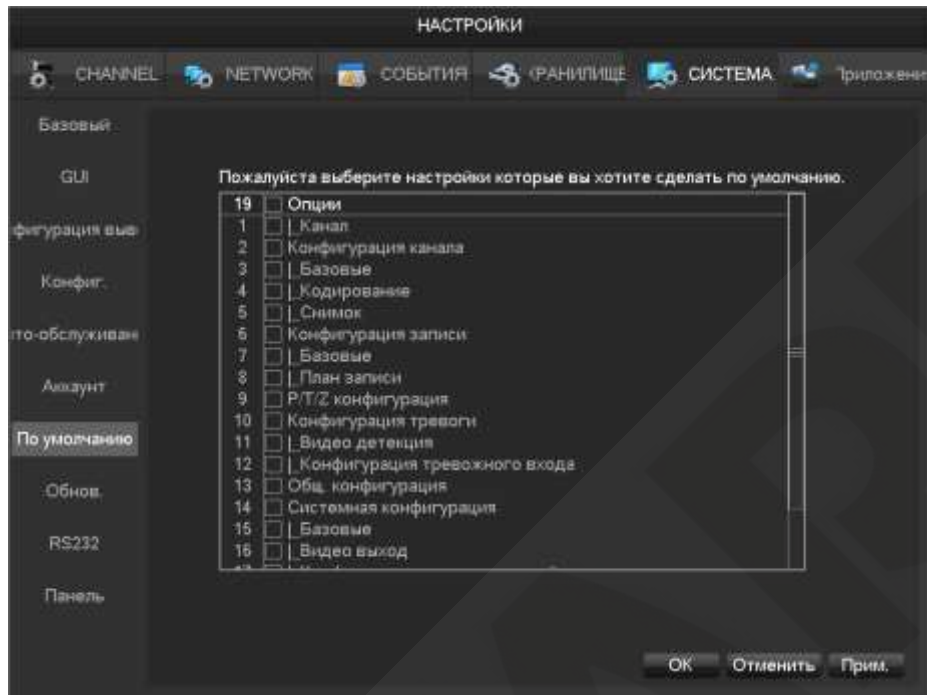 НАСТРОЙКИ
CHANNEL NETWORK СОБЫТИЯ СИСТЕМА
Базовый
GUI
Конфиг.
Аккаунт
По умолчанию
Обнов.
RS232
Панель
Пожалуйста выберите настройки которые вы хотите сделать по умолчанию.
19 Опции
1 |_Канал
2 Конфигурация канала
3 |_Базовые
4 |_Кодирование
5 |_Снимок
6 Конфигурация записи
7 |_Базовые
8 |_План записи
9 P/T/Z конфигурация
10 Конфигурация тревоги
11 |_Видео детекция
12 |_Конфигурация тревожного входа
13 Общ. конфигурация
14 Системная конфигурация
15 |_Базовые
16 |_Видео выход
ОК Отменить Прим.